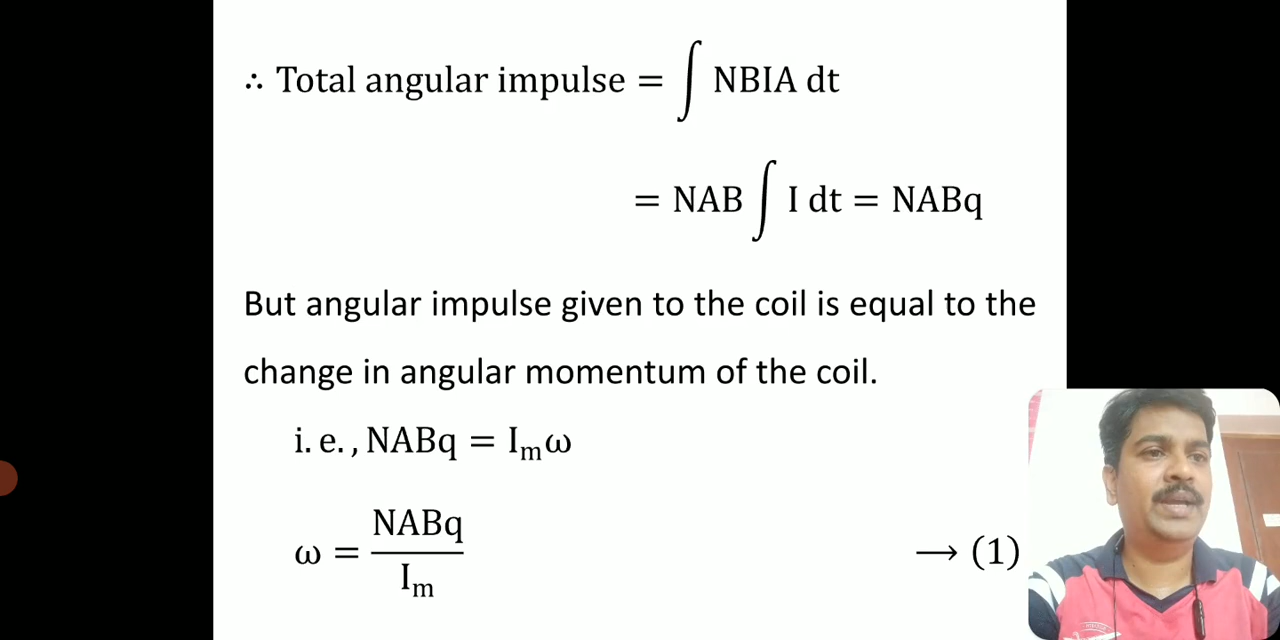 ∴ Total angular impulse = ∫ NBIA dt
= NAB ∫ I dt = NABq
But angular impulse given to the coil is equal to the
change in angular momentum of the coil.
i. e., NABq = Iₘω
ω = NABq / Iₘ ⟶ (1)